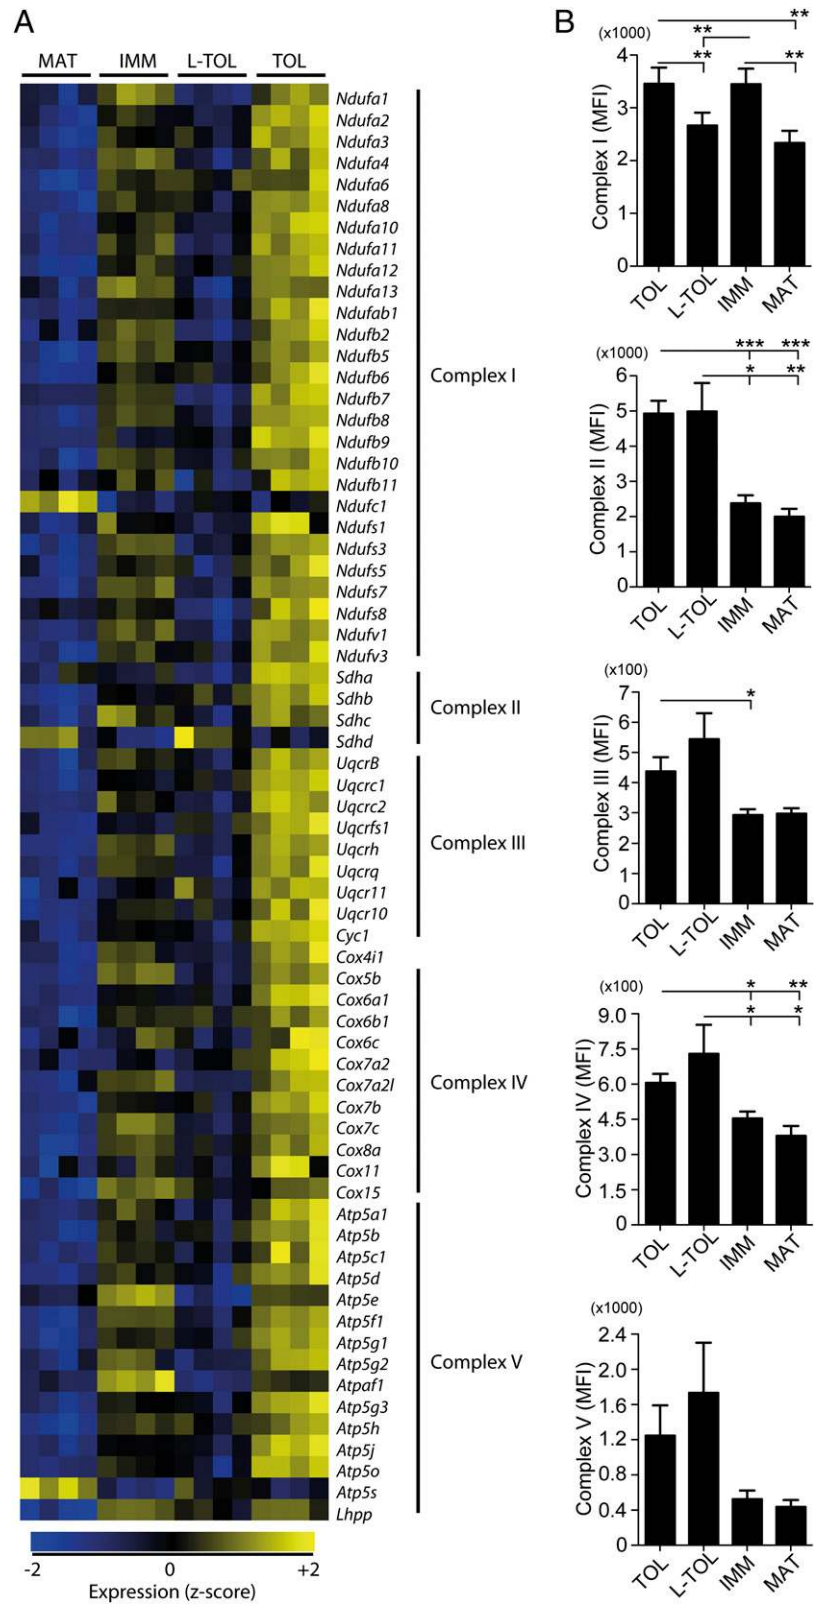 A
MAT IMM L-TOL TOL
Ndufa1
Ndufa2
Ndufa3
Ndufa4
Ndufa6
Ndufa8
Ndufa10
Ndufa11
Ndufa12
Ndufa13
Ndufab1
Ndufb2
Ndufb5
Ndufb6
Ndufb7
Ndufb8
Ndufb9
Ndufb10
Ndufb11
Ndufc1
Ndufs1
Ndufs3
Ndufs5
Ndufs7
Ndufs8
Ndufv1
Ndufv3
Complex I
Sdha
Sdhb
Sdhc
Sdhd
Complex II
UqcrB
Uqcrc1
Uqcrc2
Uqcrfs1
Uqcrh
Uqcrq
Uqcr11
Uqcr10
Cyc1
Complex III
Cox4i1
Cox5b
Cox6a1
Cox6b1
Cox6c
Cox7a2
Cox7a2l
Cox7b
Cox7c
Cox8a
Cox11
Cox15
Complex IV
Atp5a1
Atp5b
Atp5c1
Atp5d
Atp5e
Atp5f1
Atp5g1
Atp5g2
Atpaf1
Atp5g3
Atp5h
Atp5j
Atp5o
Atp5s
Lhpp
Complex V
-2 0 +2
Expression (z-score)
B
(x1000)
**
**
** **
Complex I (MFI)
4
3
2
1
0
TOL L-TOL IMM MAT
(x1000)
*** ***
* **
Complex II (MFI)
6
5
4
3
2
1
0
TOL L-TOL IMM MAT
(x100)
*
Complex III (MFI)
7
6
5
4
3
2
1
0
TOL L-TOL IMM MAT
(x100)
* **
* *
Complex IV (MFI)
9.0
7.5
6.0
4.5
3.0
1.5
0
TOL L-TOL IMM MAT
(x1000)
Complex V (MFI)
2.4
2.0
1.6
1.2
0.8
0.4
0
TOL L-TOL IMM MAT